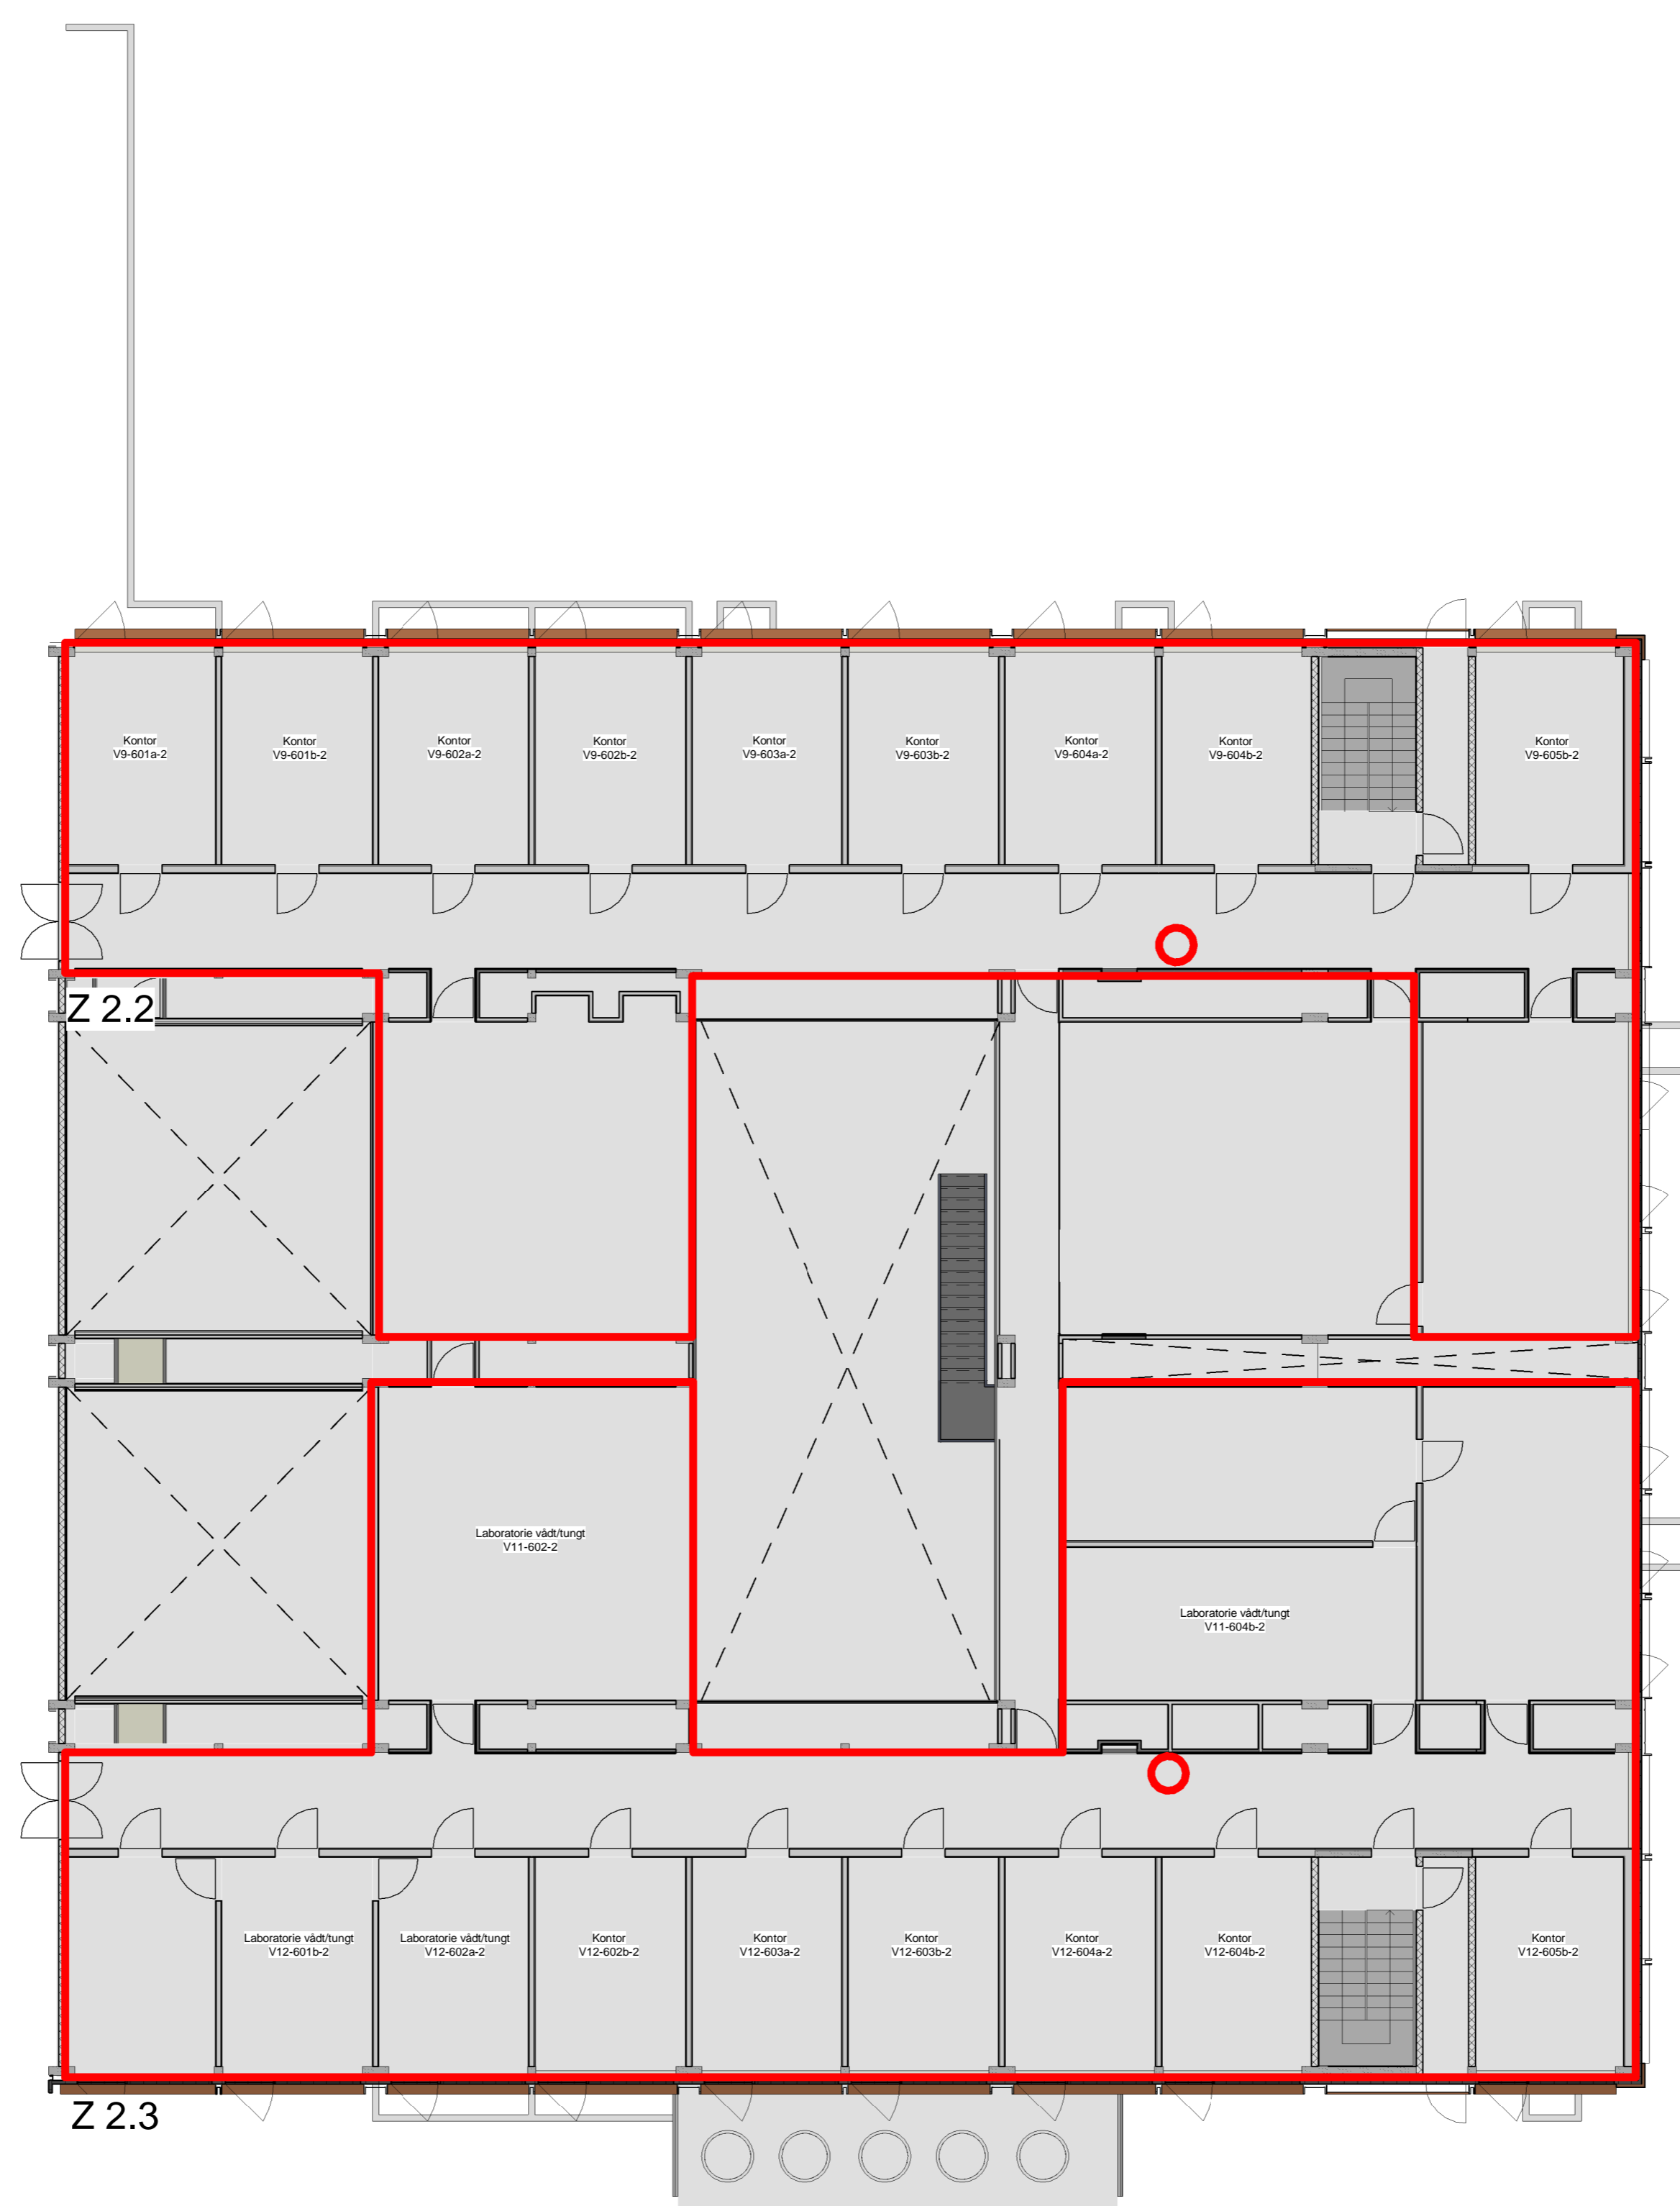 Kontor
V9-601a-2
Kontor
V9-601b-2
Kontor
V9-602a-2
Kontor
V9-602b-2
Kontor
V9-603a-2
Kontor
V9-603b-2
Kontor
V9-604a-2
Kontor
V9-604b-2
Kontor
V9-605b-2
Z 2.2
Laboratorie vådt/tungt
V11-602-2
Laboratorie vådt/tungt
V11-604b-2
Laboratorie vådt/tungt
V12-601b-2
Laboratorie vådt/tungt
V12-602a-2
Kontor
V12-602b-2
Kontor
V12-603a-2
Kontor
V12-603b-2
Kontor
V12-604a-2
Kontor
V12-604b-2
Kontor
V12-605b-2
Z 2.3